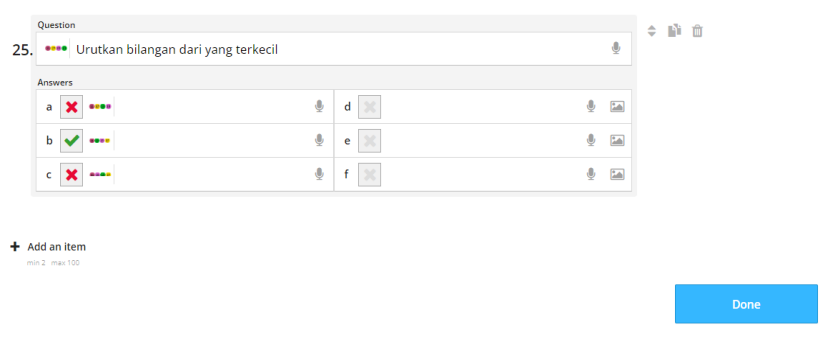 Question
25. Urutkan bilangan dari yang terkecil
Answers
a
d
b
e
c
f
+ Add an item
min 2 max 100
Done